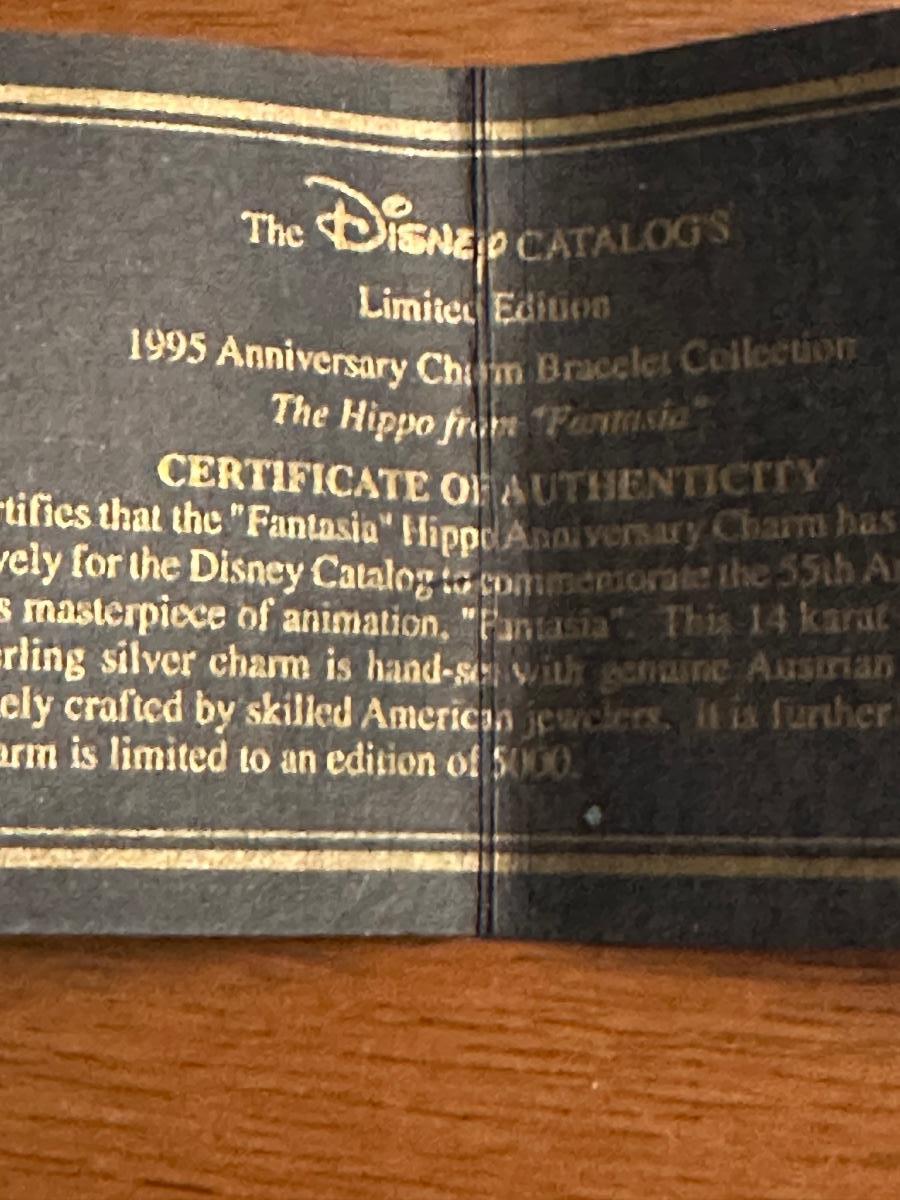 The Disney CATALOG'S
Limited Edition
1995 Anniversary Charm Bracelet Collection
The Hippo from "Fantasia"
CERTIFICATE OF AUTHENTICITY
rtifies that the "Fantasia" Hippo Anniversary Charm has
vely for the Disney Catalog to commemorate the 55th An
s masterpiece of animation, "Fantasia". This 14 karat
rling silver charm is hand-set with genuine Austrian
ely crafted by skilled American jewelers. It is further
arm is limited to an edition of 5000.